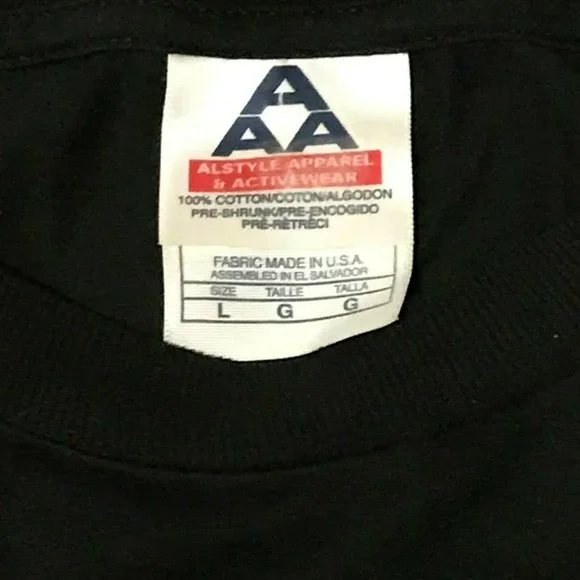 A
AA
ALSTYLE APPAREL
& ACTIVEWEAR
100% COTTON/COTON/ALGODON
PRE-SHRUNK/PRE-ENCOGIDO
PRÉ-RÉTRÉCI
FABRIC MADE IN U.S.A.
ASSEMBLED IN EL SALVADOR
SIZE TAILLE TALLA
L G G